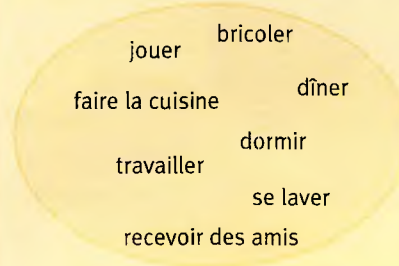 bricoler
jouer
dîner
faire la cuisine
dormir
travailler
se laver
recevoir des amis